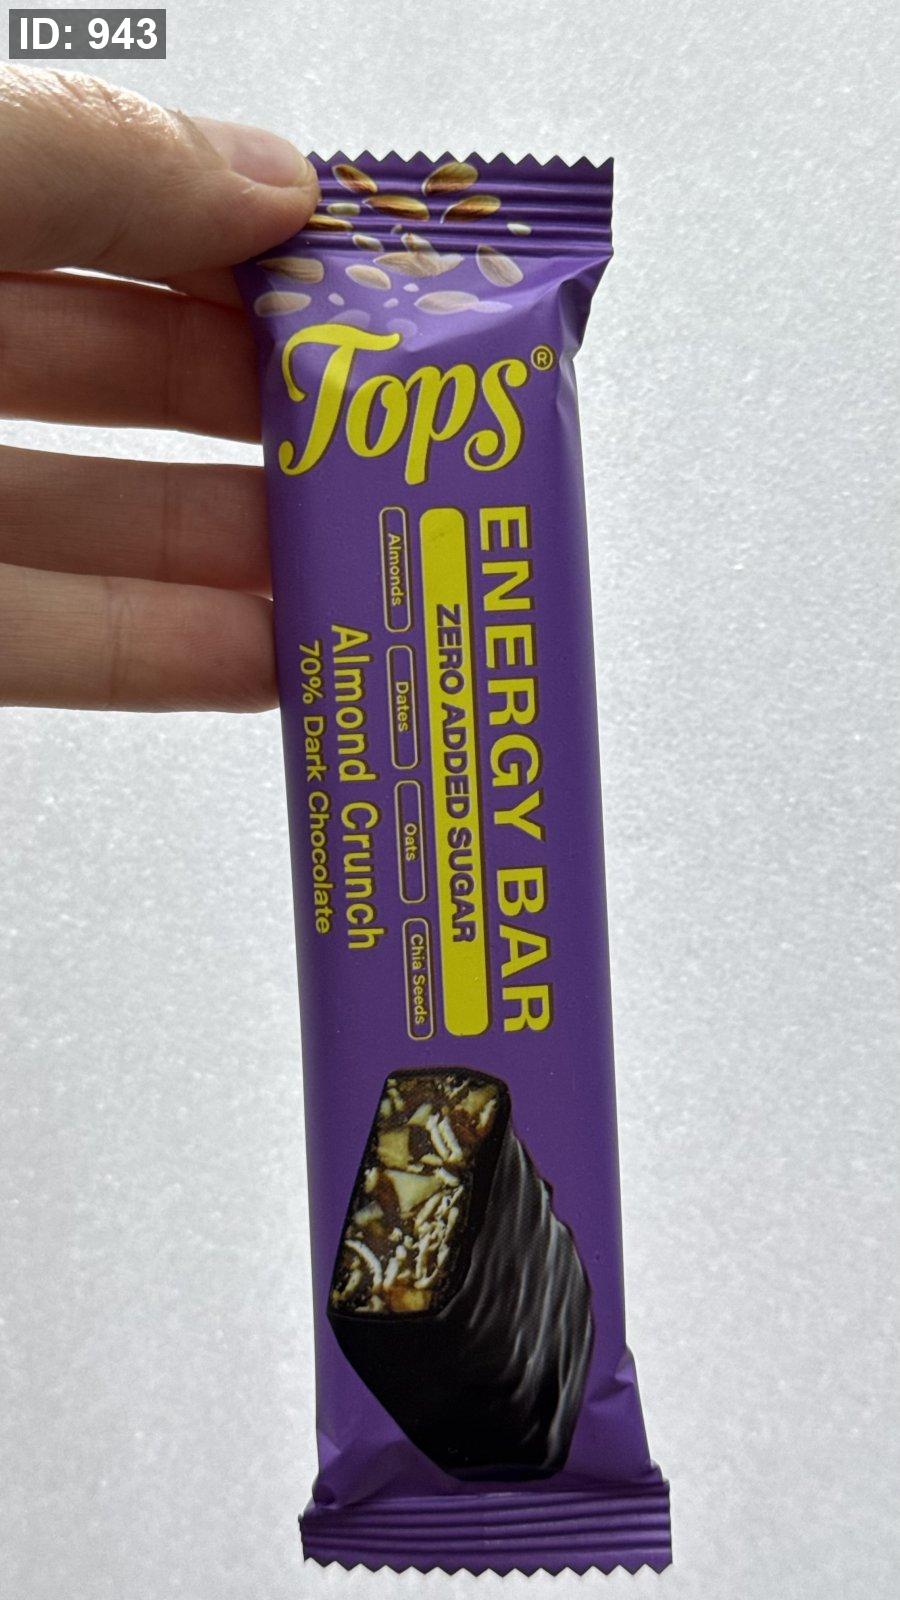 ID: 943
Tops®
ENERGY BAR
ZERO ADDED SUGAR
Almonds
Dates
Oats
Chia Seeds
Almond Crunch
70% Dark Chocolate